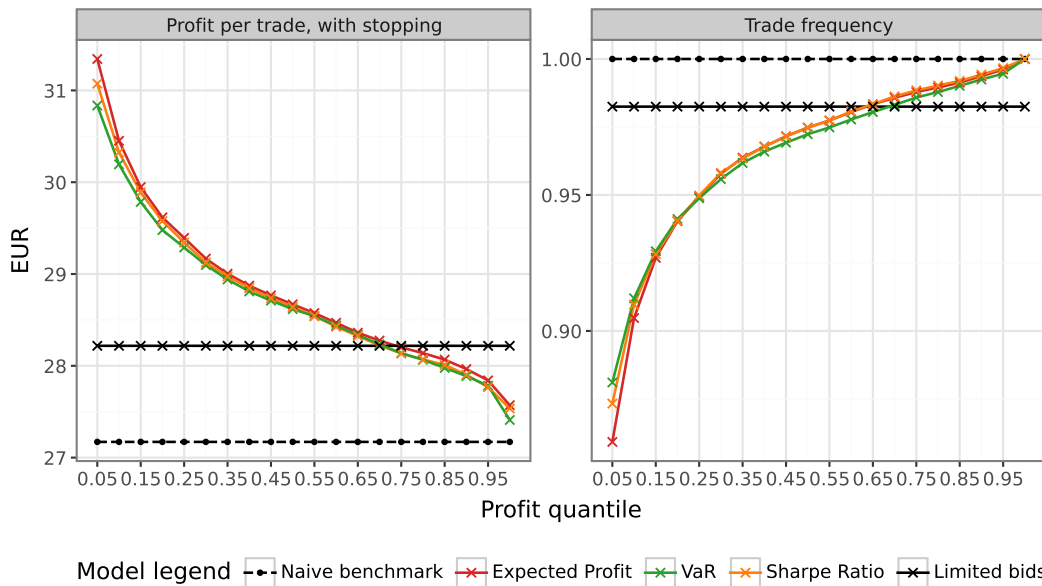 Profit per trade, with stopping
Trade frequency
EUR
31
30
29
28
27
1.00
0.95
0.90
0.05 0.15 0.25 0.35 0.45 0.55 0.65 0.75 0.85 0.95
0.05 0.15 0.25 0.35 0.45 0.55 0.65 0.75 0.85 0.95
Profit quantile
Model legend Naive benchmark Expected Profit VaR Sharpe Ratio Limited bids